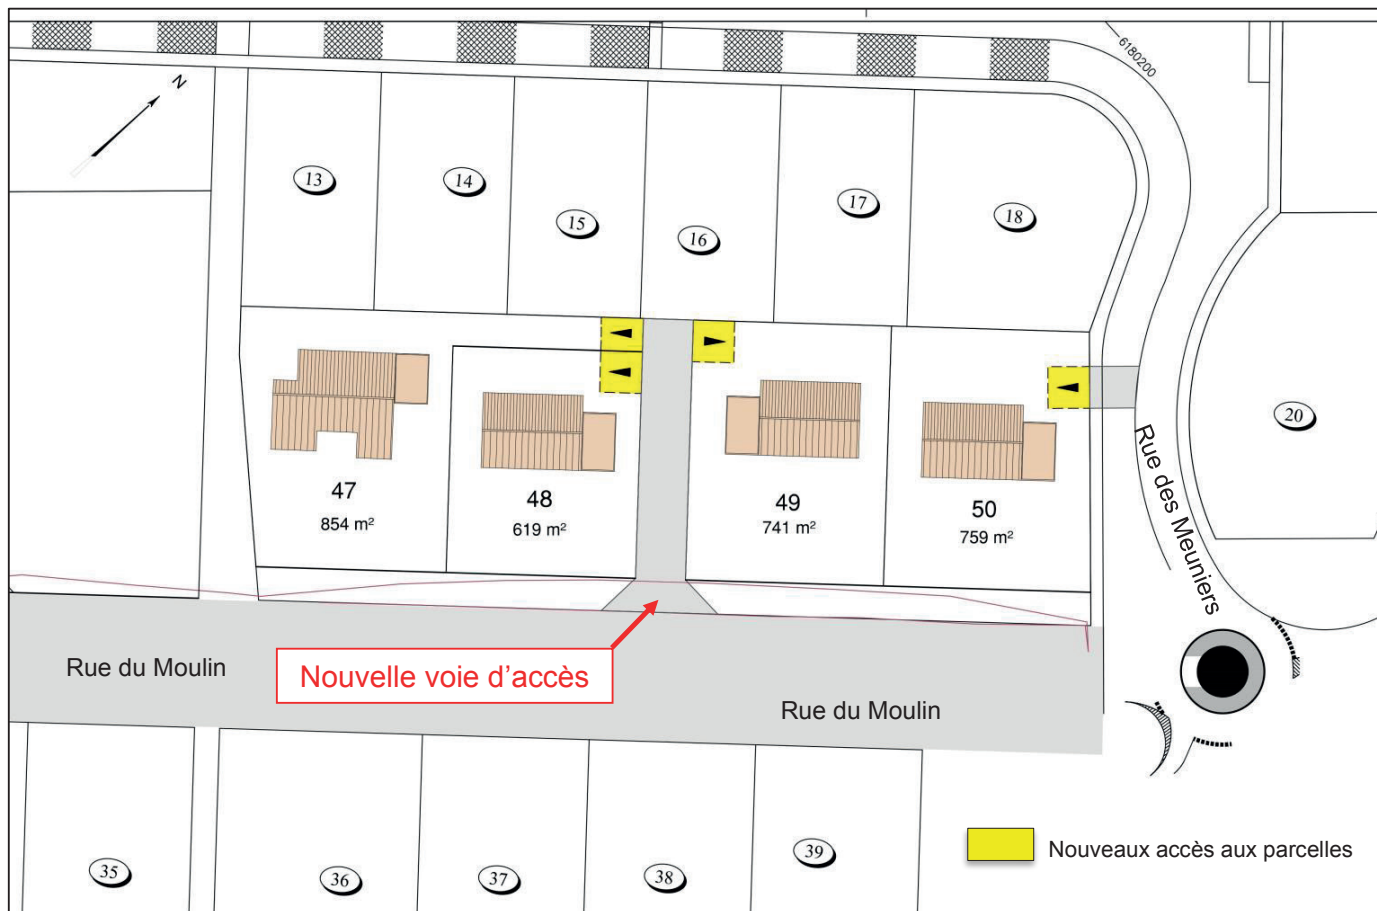 6180200
N
13
14
15
16
17
18
20
47
854 m²
48
619 m²
49
741 m²
50
759 m²
Rue des Meuniers
Rue du Moulin
Nouvelle voie d’accès
Rue du Moulin
35
36
37
38
39
Nouveaux accès aux parcelles